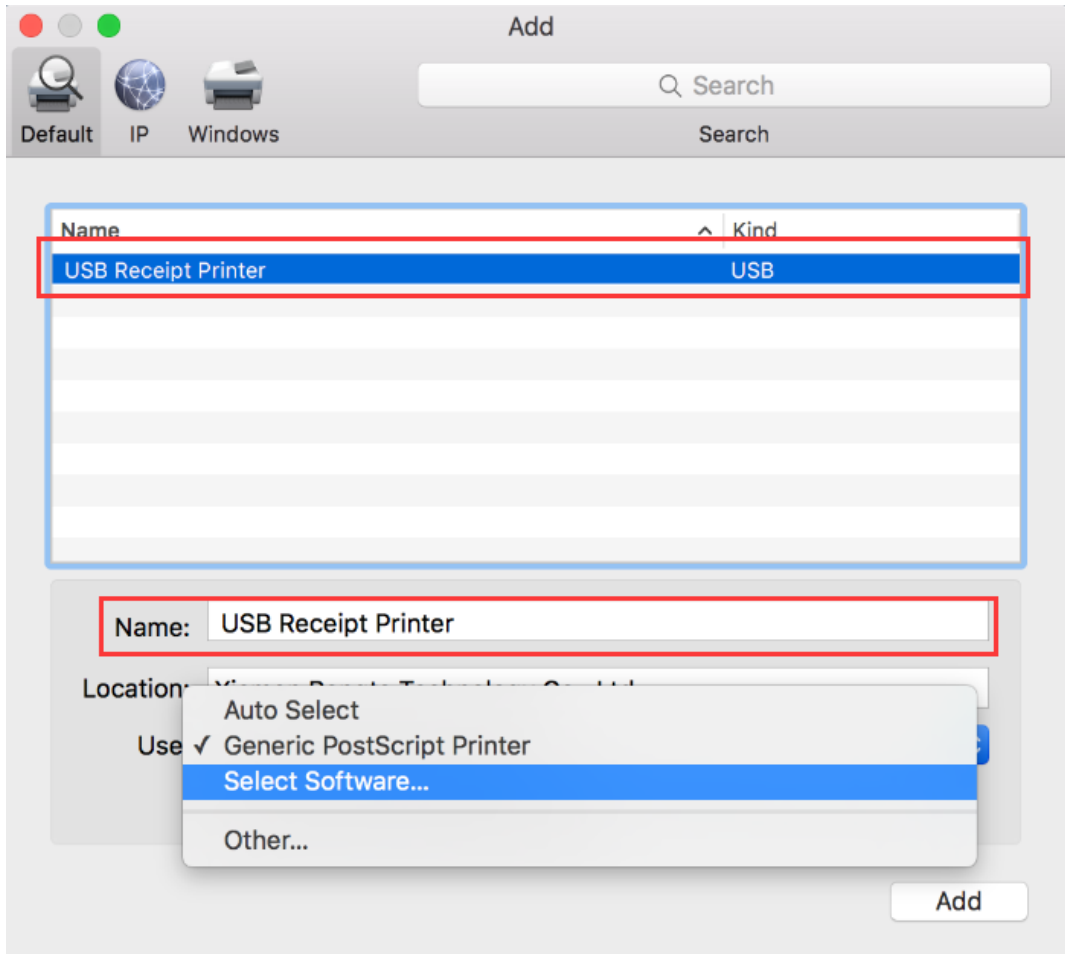 Add
Search
Default IP Windows Search
Name Kind
USB Receipt Printer USB
Name: USB Receipt Printer
Location:
Auto Select
Use ✓ Generic PostScript Printer
Select Software...
Other...
Add